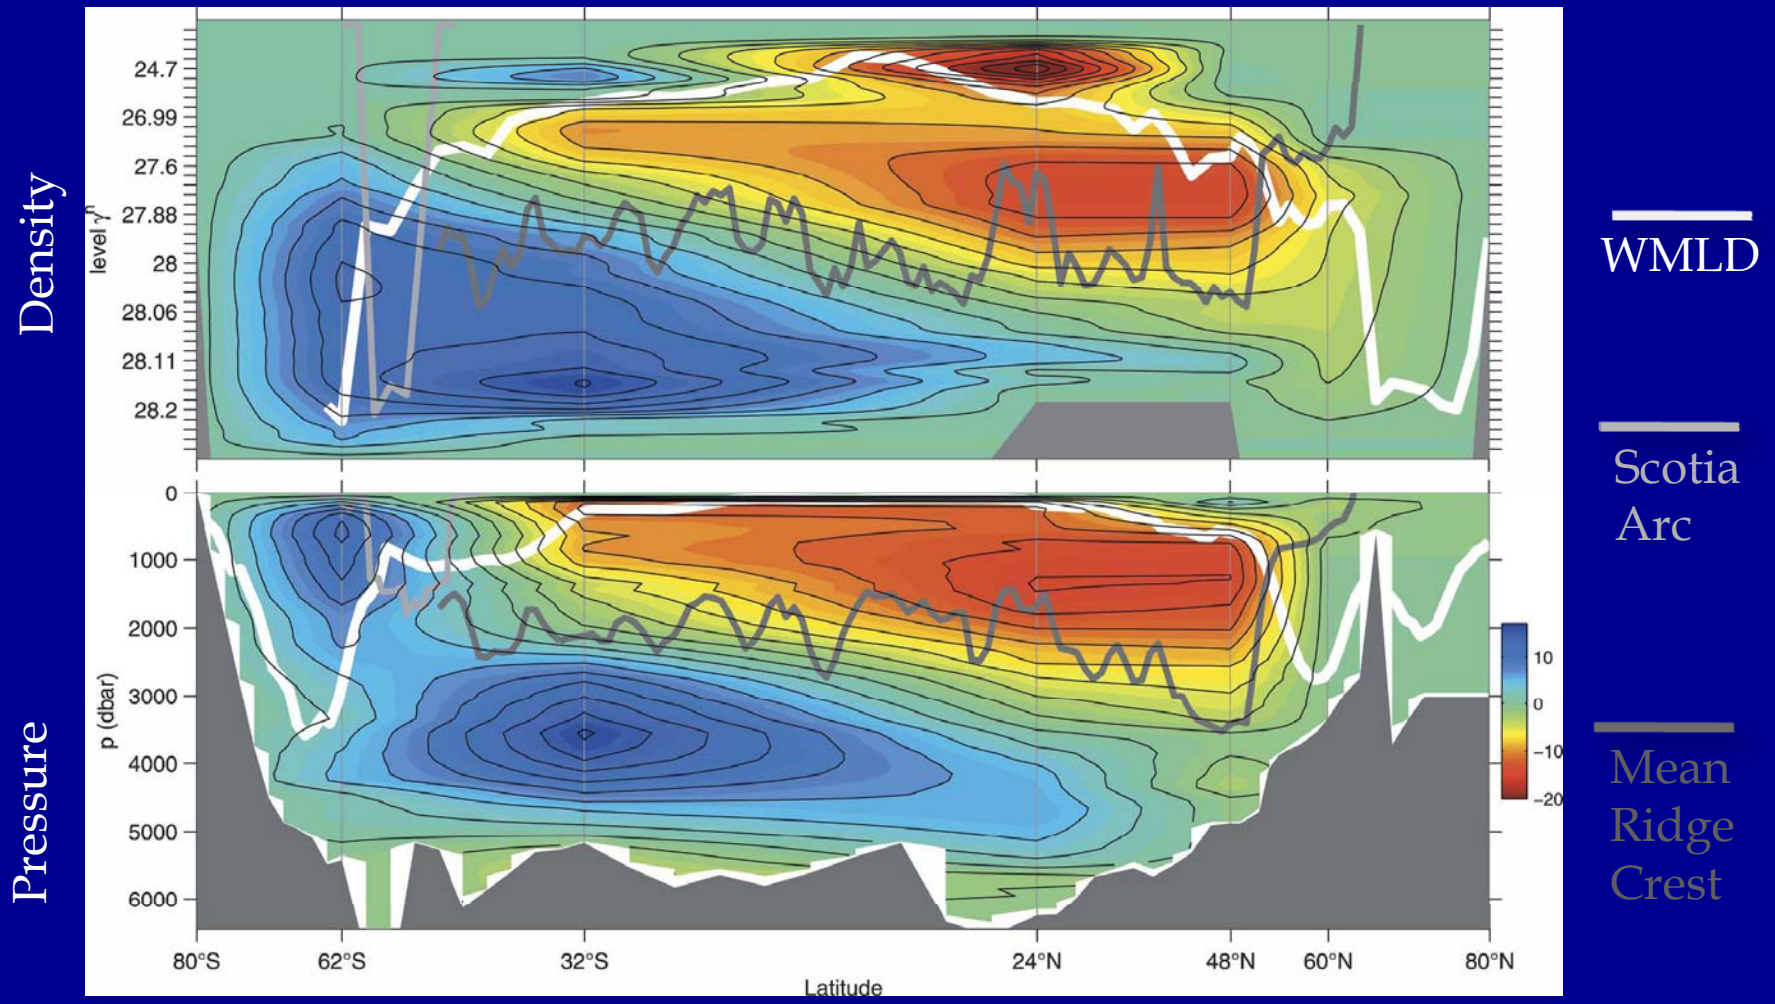 Density
level γⁿ
24.7
26.99
27.6
27.88
28
28.06
28.11
28.2
WMLD
Scotia
Arc
Mean
Ridge
Crest
Pressure
p (dbar)
0
1000
2000
3000
4000
5000
6000
10
0
−10
−20
80°S 62°S 32°S 24°N 48°N 60°N 80°N
Latitude